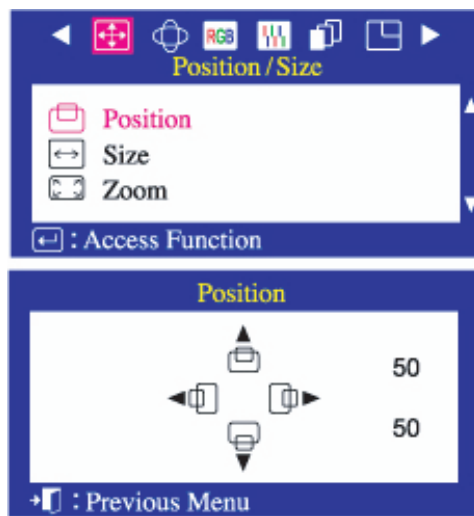 RGB
Position / Size
Position
Size
Zoom
: Access Function
Position
50
50
: Previous Menu